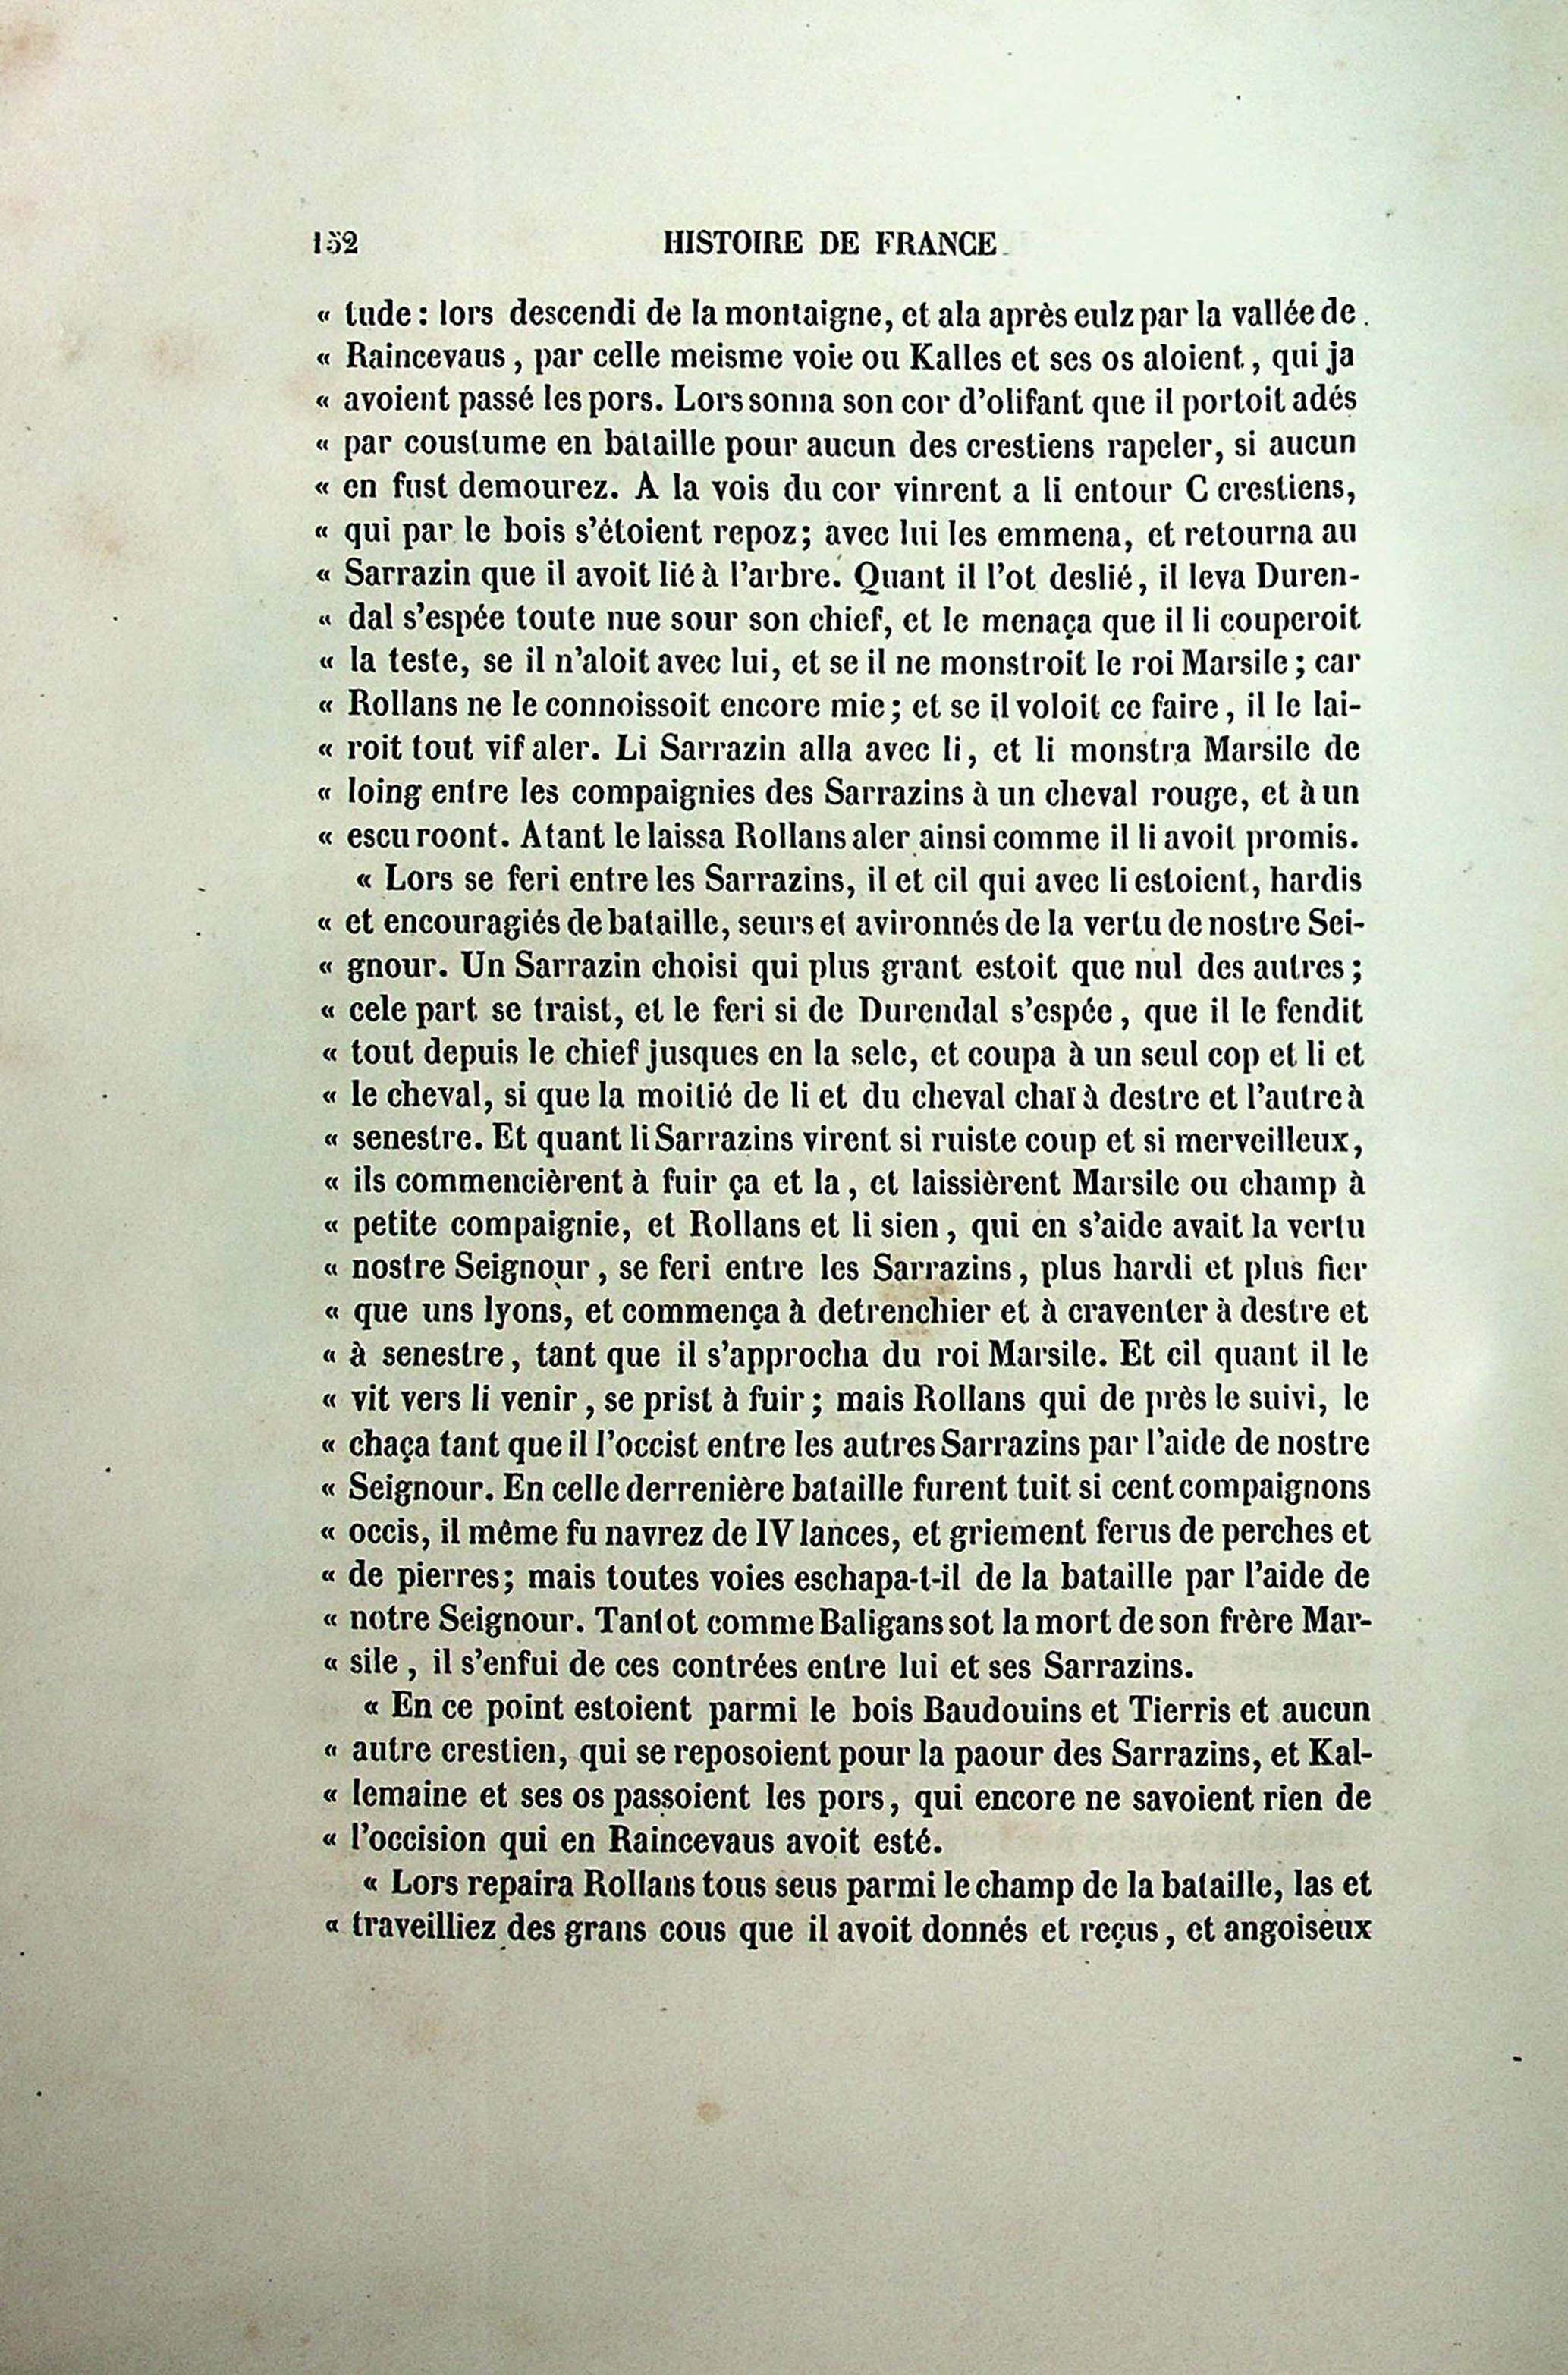 152 HISTOIRE DE FRANCE
« tude : lors descendi de la montaigne, et ala après eulz par la vallée de
« Raincevaus, par celle meisme voie ou Kalles et ses os aloient, qui ja
« avoient passé les pors. Lors sonna son cor d'olifant que il portoit adés
« par coustume en bataille pour aucun des crestiens rapeler, si aucun
« en fust demourez. A la vois du cor vinrent a li entour C crestiens,
« qui par le bois s'étoient repoz; avec lui les emmena, et retourna au
« Sarrazin que il avoit lié à l'arbre. Quant il l'ot deslié, il leva Duren-
« dal s'espée toute nue sour son chief, et le menaça que il li couperoit
« la teste, se il n'aloit avec lui, et se il ne monstroit le roi Marsile ; car
« Rollans ne le connoissoit encore mie; et se il voloit ce faire, il le lai-
« roit tout vif aler. Li Sarrazin alla avec li, et li monstra Marsile de
« loing entre les compaignies des Sarrazins à un cheval rouge, et à un
« escu roont. Atant le laissa Rollans aler ainsi comme il li avoit promis.
« Lors se feri entre les Sarrazins, il et cil qui avec li estoient, hardis
« et encouragiés de bataille, seurs et avironnés de la vertu de nostre Sei-
« gnour. Un Sarrazin choisi qui plus grant estoit que nul des autres ;
« cele part se traist, et le feri si de Durendal s'espée, que il le fendit
« tout depuis le chief jusques en la sele, et coupa à un seul cop et li et
« le cheval, si que la moitié de li et du cheval chaï à destre et l'autre à
« senestre. Et quant li Sarrazins virent si ruiste coup et si merveilleux,
« ils commencièrent à fuir ça et la, et laissièrent Marsile ou champ à
« petite compaignie, et Rollans et li sien, qui en s'aide avait la vertu
« nostre Seignour, se feri entre les Sarrazins, plus hardi et plus fier
« que uns lyons, et commença à detrenchier et à craventer à destre et
« à senestre, tant que il s'approcha du roi Marsile. Et cil quant il le
« vit vers li venir, se prist à fuir; mais Rollans qui de près le suivi, le
« chaça tant que il l'occist entre les autres Sarrazins par l'aide de nostre
« Seignour. En celle derrenière bataille furent tuit si cent compaignons
« occis, il même fu navrez de IV lances, et griement ferus de perches et
« de pierres; mais toutes voies eschapa-t-il de la bataille par l'aide de
« notre Seignour. Tantot comme Baligans sot la mort de son frère Mar-
« sile, il s'enfui de ces contrées entre lui et ses Sarrazins.
« En ce point estoient parmi le bois Baudouins et Tierris et aucun
« autre crestien, qui se reposoient pour la paour des Sarrazins, et Kal-
« lemaine et ses os passoient les pors, qui encore ne savoient rien de
« l'occision qui en Raincevaus avoit esté.
« Lors repaira Rollans tous seus parmi le champ de la bataille, las et
« traveilliez des grans cous que il avoit donnés et reçus, et angoiseux